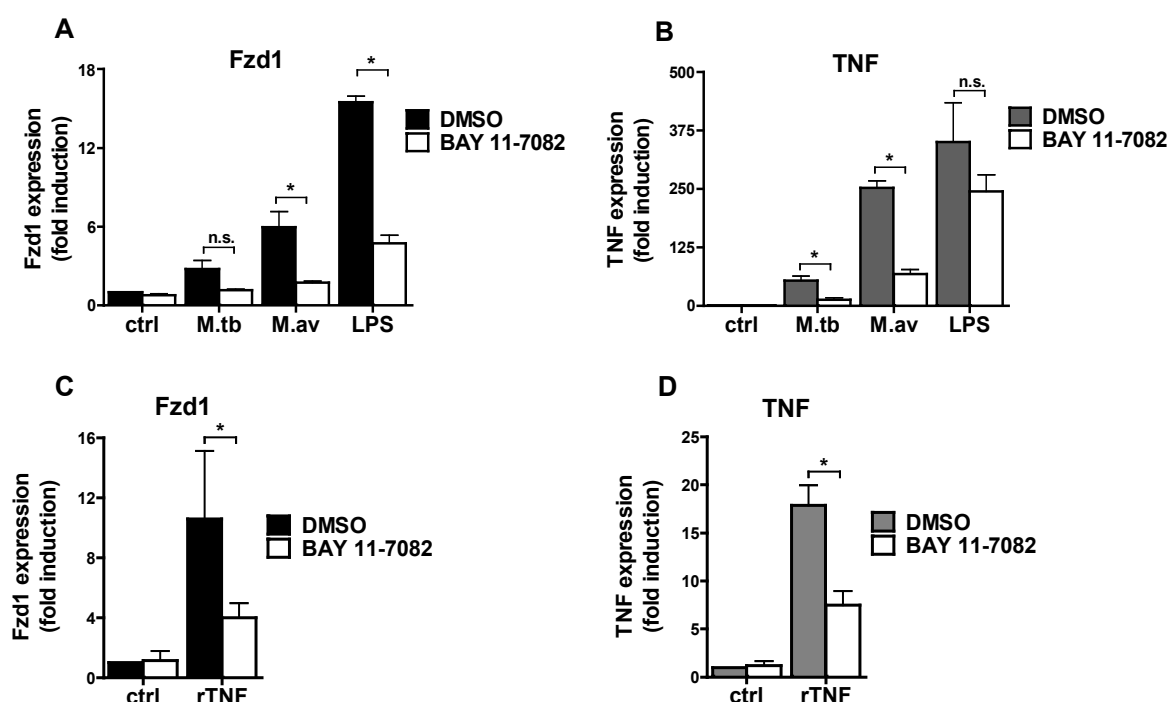 A
Fzd1
Fzd1 expression
(fold induction)
18
12
6
0
*
*
n.s.
ctrl
M.tb
M.av
LPS
DMSO
BAY 11-7082
B
TNF
TNF expression
(fold induction)
500
375
250
125
0
n.s.
*
*
ctrl
M.tb
M.av
LPS
DMSO
BAY 11-7082
C
Fzd1
Fzd1 expression
(fold induction)
16
12
8
4
0
*
ctrl
rTNF
DMSO
BAY 11-7082
D
TNF
TNF expression
(fold induction)
25
20
15
10
5
0
*
ctrl
rTNF
DMSO
BAY 11-7082